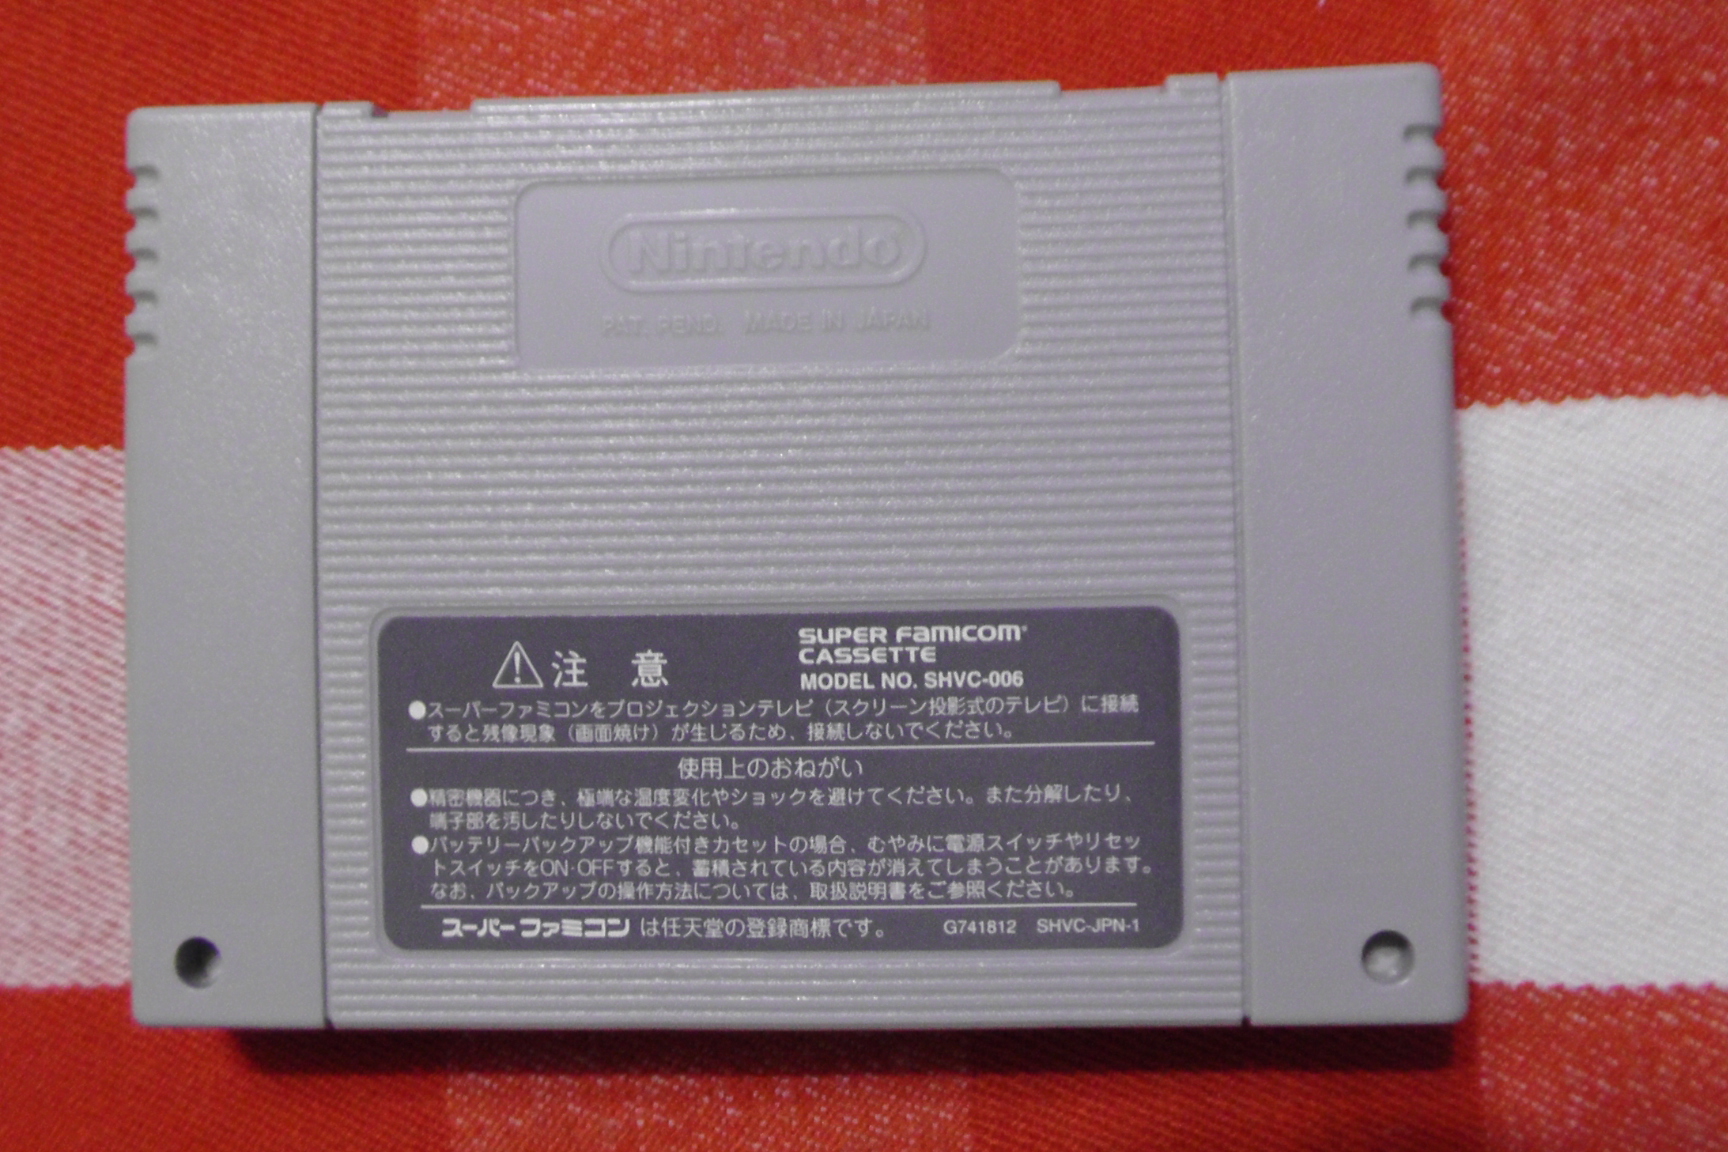 Nintendo
PAT. PEND. MADE IN JAPAN
⚠注 意
SUPER FAMICOM
CASSETTE
MODEL NO. SHVC-006
●スーパーファミコンをプロジェクションテレビ（スクリーン投影式のテレビ）に接続
すると残像現象（画面焼け）が生じるため、接続しないでください。
使用上のおねがい
●精密機器につき、極端な温度変化やショックを避けてください。また分解したり、
端子部を汚したりしないでください。
●バッテリーバックアップ機能付きカセットの場合、むやみに電源スイッチやリセッ
トスイッチをON·OFFすると、蓄積されている内容が消えてしまうことがあります。
なお、バックアップの操作方法については、取扱説明書をご参照ください。
スーパーファミコンは任天堂の登録商標です。 G741812 SHVC-JPN-1